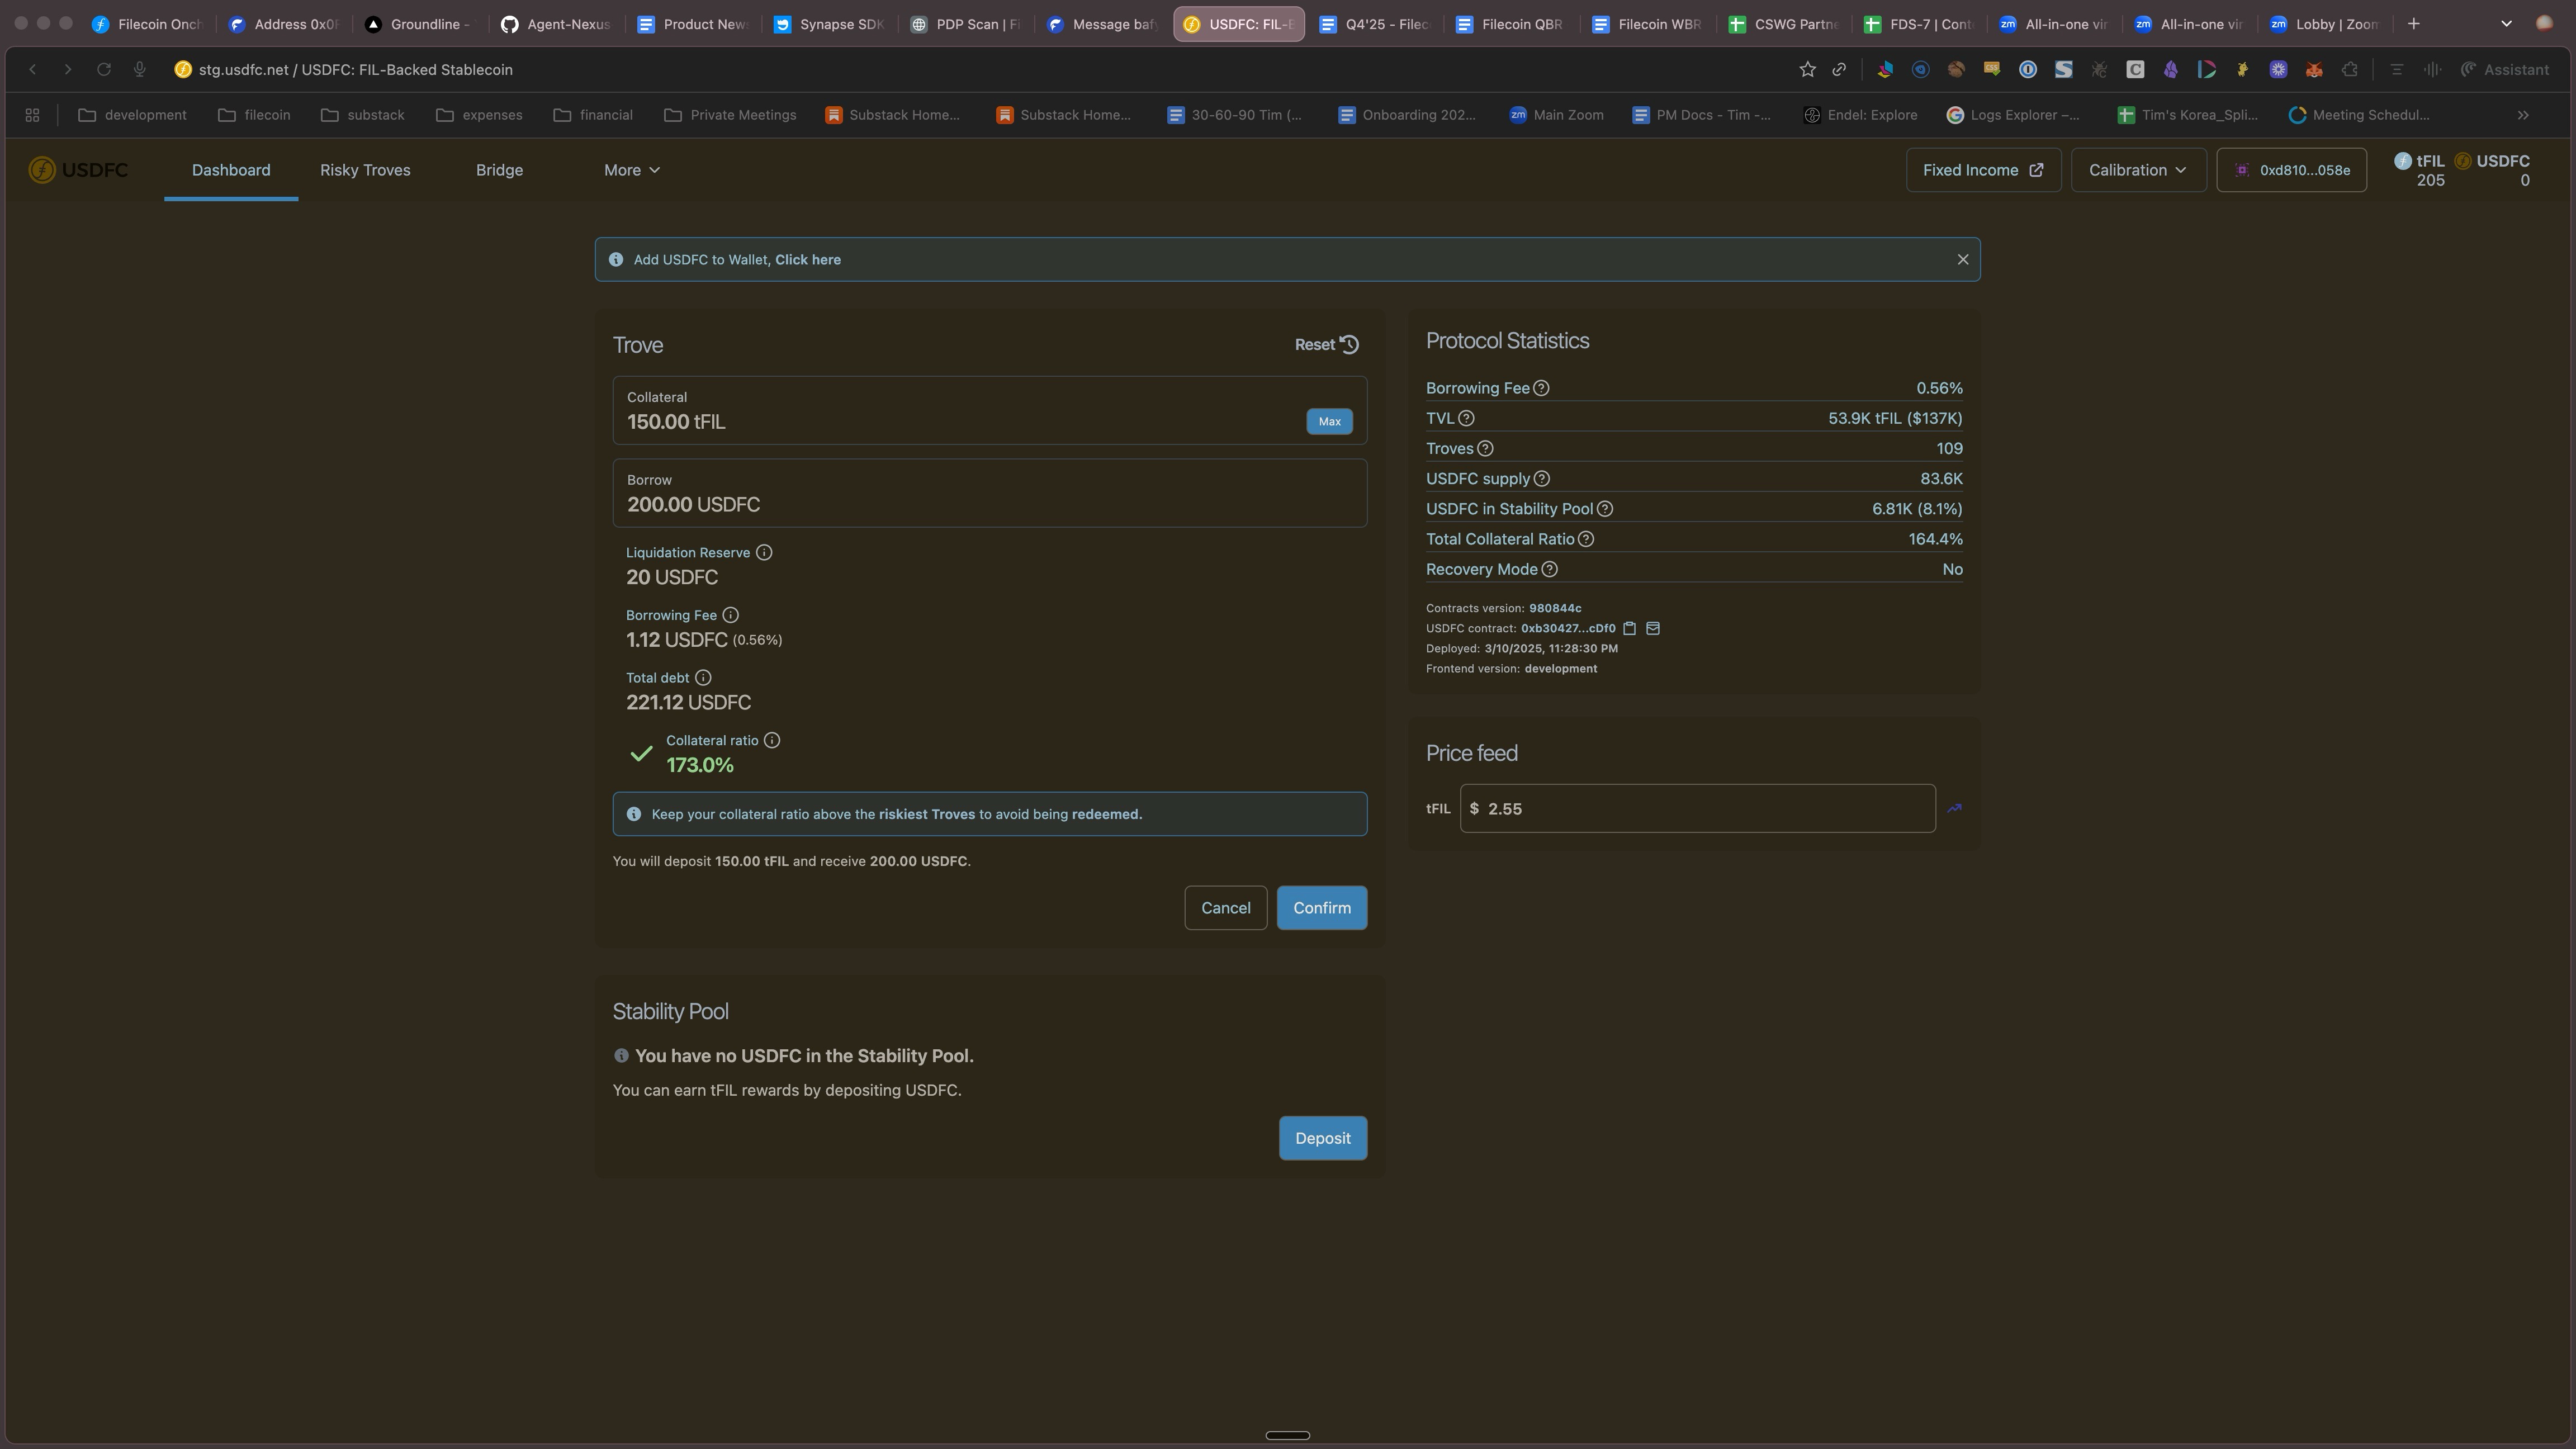 Filecoin Onch
Address 0x0F
Groundline -
Agent-Nexus
Product New
Synapse SDK
PDP Scan | Fi
Message baf
USDFC: FIL-B
Q4'25 - Filec
Filecoin QBR
Filecoin WBR
CSWG Partne
FDS-7 | Cont
All-in-one vir
All-in-one vir
Lobby | Zoom
stg.usdfc.net / USDFC: FIL-Backed Stablecoin
Assistant
development
filecoin
substack
expenses
financial
Private Meetings
Substack Home...
Substack Home...
30-60-90 Tim (...
Onboarding 202...
Main Zoom
PM Docs - Tim -...
Endel: Explore
Logs Explorer –...
Tim's Korea_Spli...
Meeting Schedul...
USDFC
Dashboard
Risky Troves
Bridge
More
Fixed Income
Calibration
0xd810...058e
tFIL
205
USDFC
0
Add USDFC to Wallet, Click here
Trove
Reset
Collateral
150.00 tFIL
Max
Borrow
200.00 USDFC
Liquidation Reserve
20 USDFC
Borrowing Fee
1.12 USDFC (0.56%)
Total debt
221.12 USDFC
Collateral ratio
173.0%
Keep your collateral ratio above the riskiest Troves to avoid being redeemed.
You will deposit 150.00 tFIL and receive 200.00 USDFC.
Cancel
Confirm
Stability Pool
You have no USDFC in the Stability Pool.
You can earn tFIL rewards by depositing USDFC.
Deposit
Protocol Statistics
Borrowing Fee 0.56%
TVL 53.9K tFIL ($137K)
Troves 109
USDFC supply 83.6K
USDFC in Stability Pool 6.81K (8.1%)
Total Collateral Ratio 164.4%
Recovery Mode No
Contracts version: 980844c
USDFC contract: 0xb30427...cDf0
Deployed: 3/10/2025, 11:28:30 PM
Frontend version: development
Price feed
tFIL $ 2.55